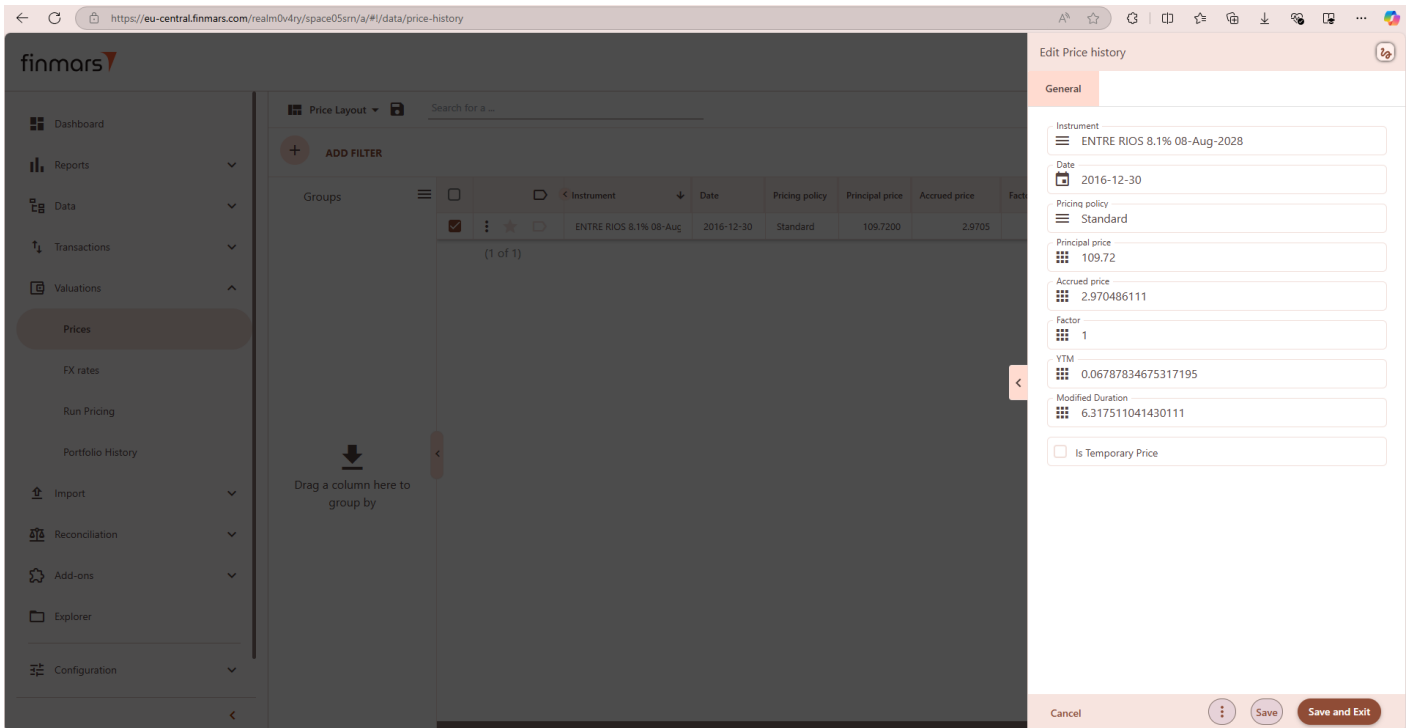 https://eu-central.finmars.com/realm0v4ry/space05srn/a/#!/data/price-history
finmars
Dashboard
Reports
Data
Transactions
Valuations
Prices
FX rates
Run Pricing
Portfolio History
Import
Reconciliation
Add-ons
Explorer
Configuration
Price Layout
Search for a ...
ADD FILTER
Groups
Drag a column here to
group by
Instrument Date Pricing policy Principal price Accrued price Facto
ENTRE RIOS 8.1% 08-Aug 2016-12-30 Standard 109.7200 2.9705
(1 of 1)
Edit Price history
General
Instrument
ENTRE RIOS 8.1% 08-Aug-2028
Date
2016-12-30
Pricing policy
Standard
Principal price
109.72
Accrued price
2.970486111
Factor
1
YTM
0.06787834675317195
Modified Duration
6.317511041430111
Is Temporary Price
Cancel
Save
Save and Exit